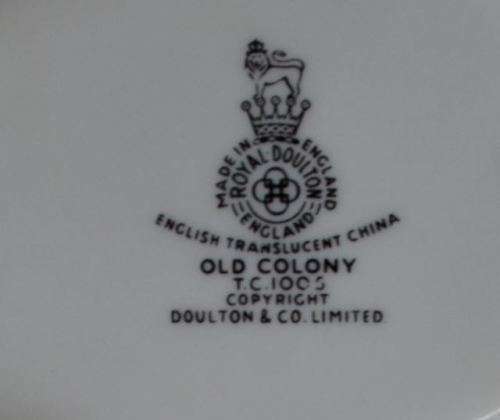 MADE IN ENGLAND
ROYAL DOULTON
ENGLAND
ENGLISH TRANSLUCENT CHINA
OLD COLONY
T.C.1005
COPYRIGHT
DOULTON & CO. LIMITED